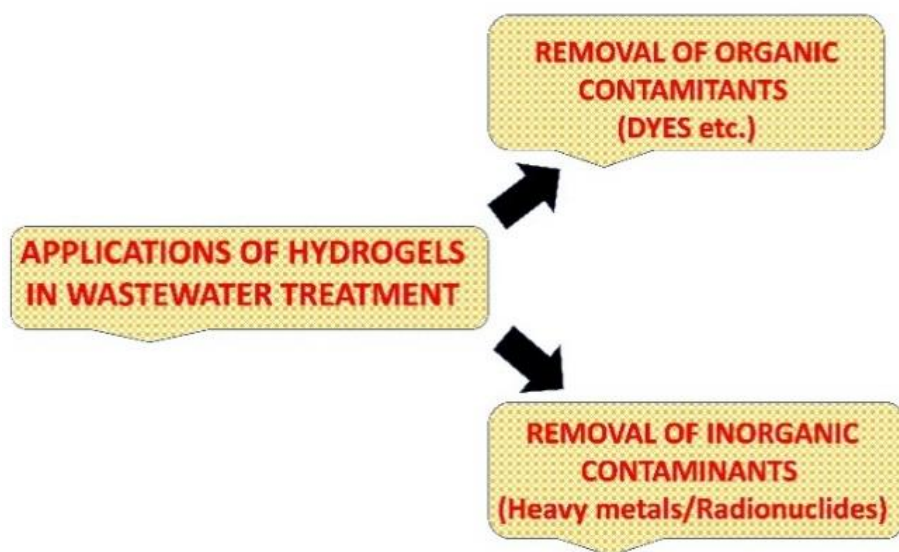 REMOVAL OF ORGANIC
CONTAMITANTS
(DYES etc.)
APPLICATIONS OF HYDROGELS
IN WASTEWATER TREATMENT
REMOVAL OF INORGANIC
CONTAMINANTS
(Heavy metals/Radionuclides)